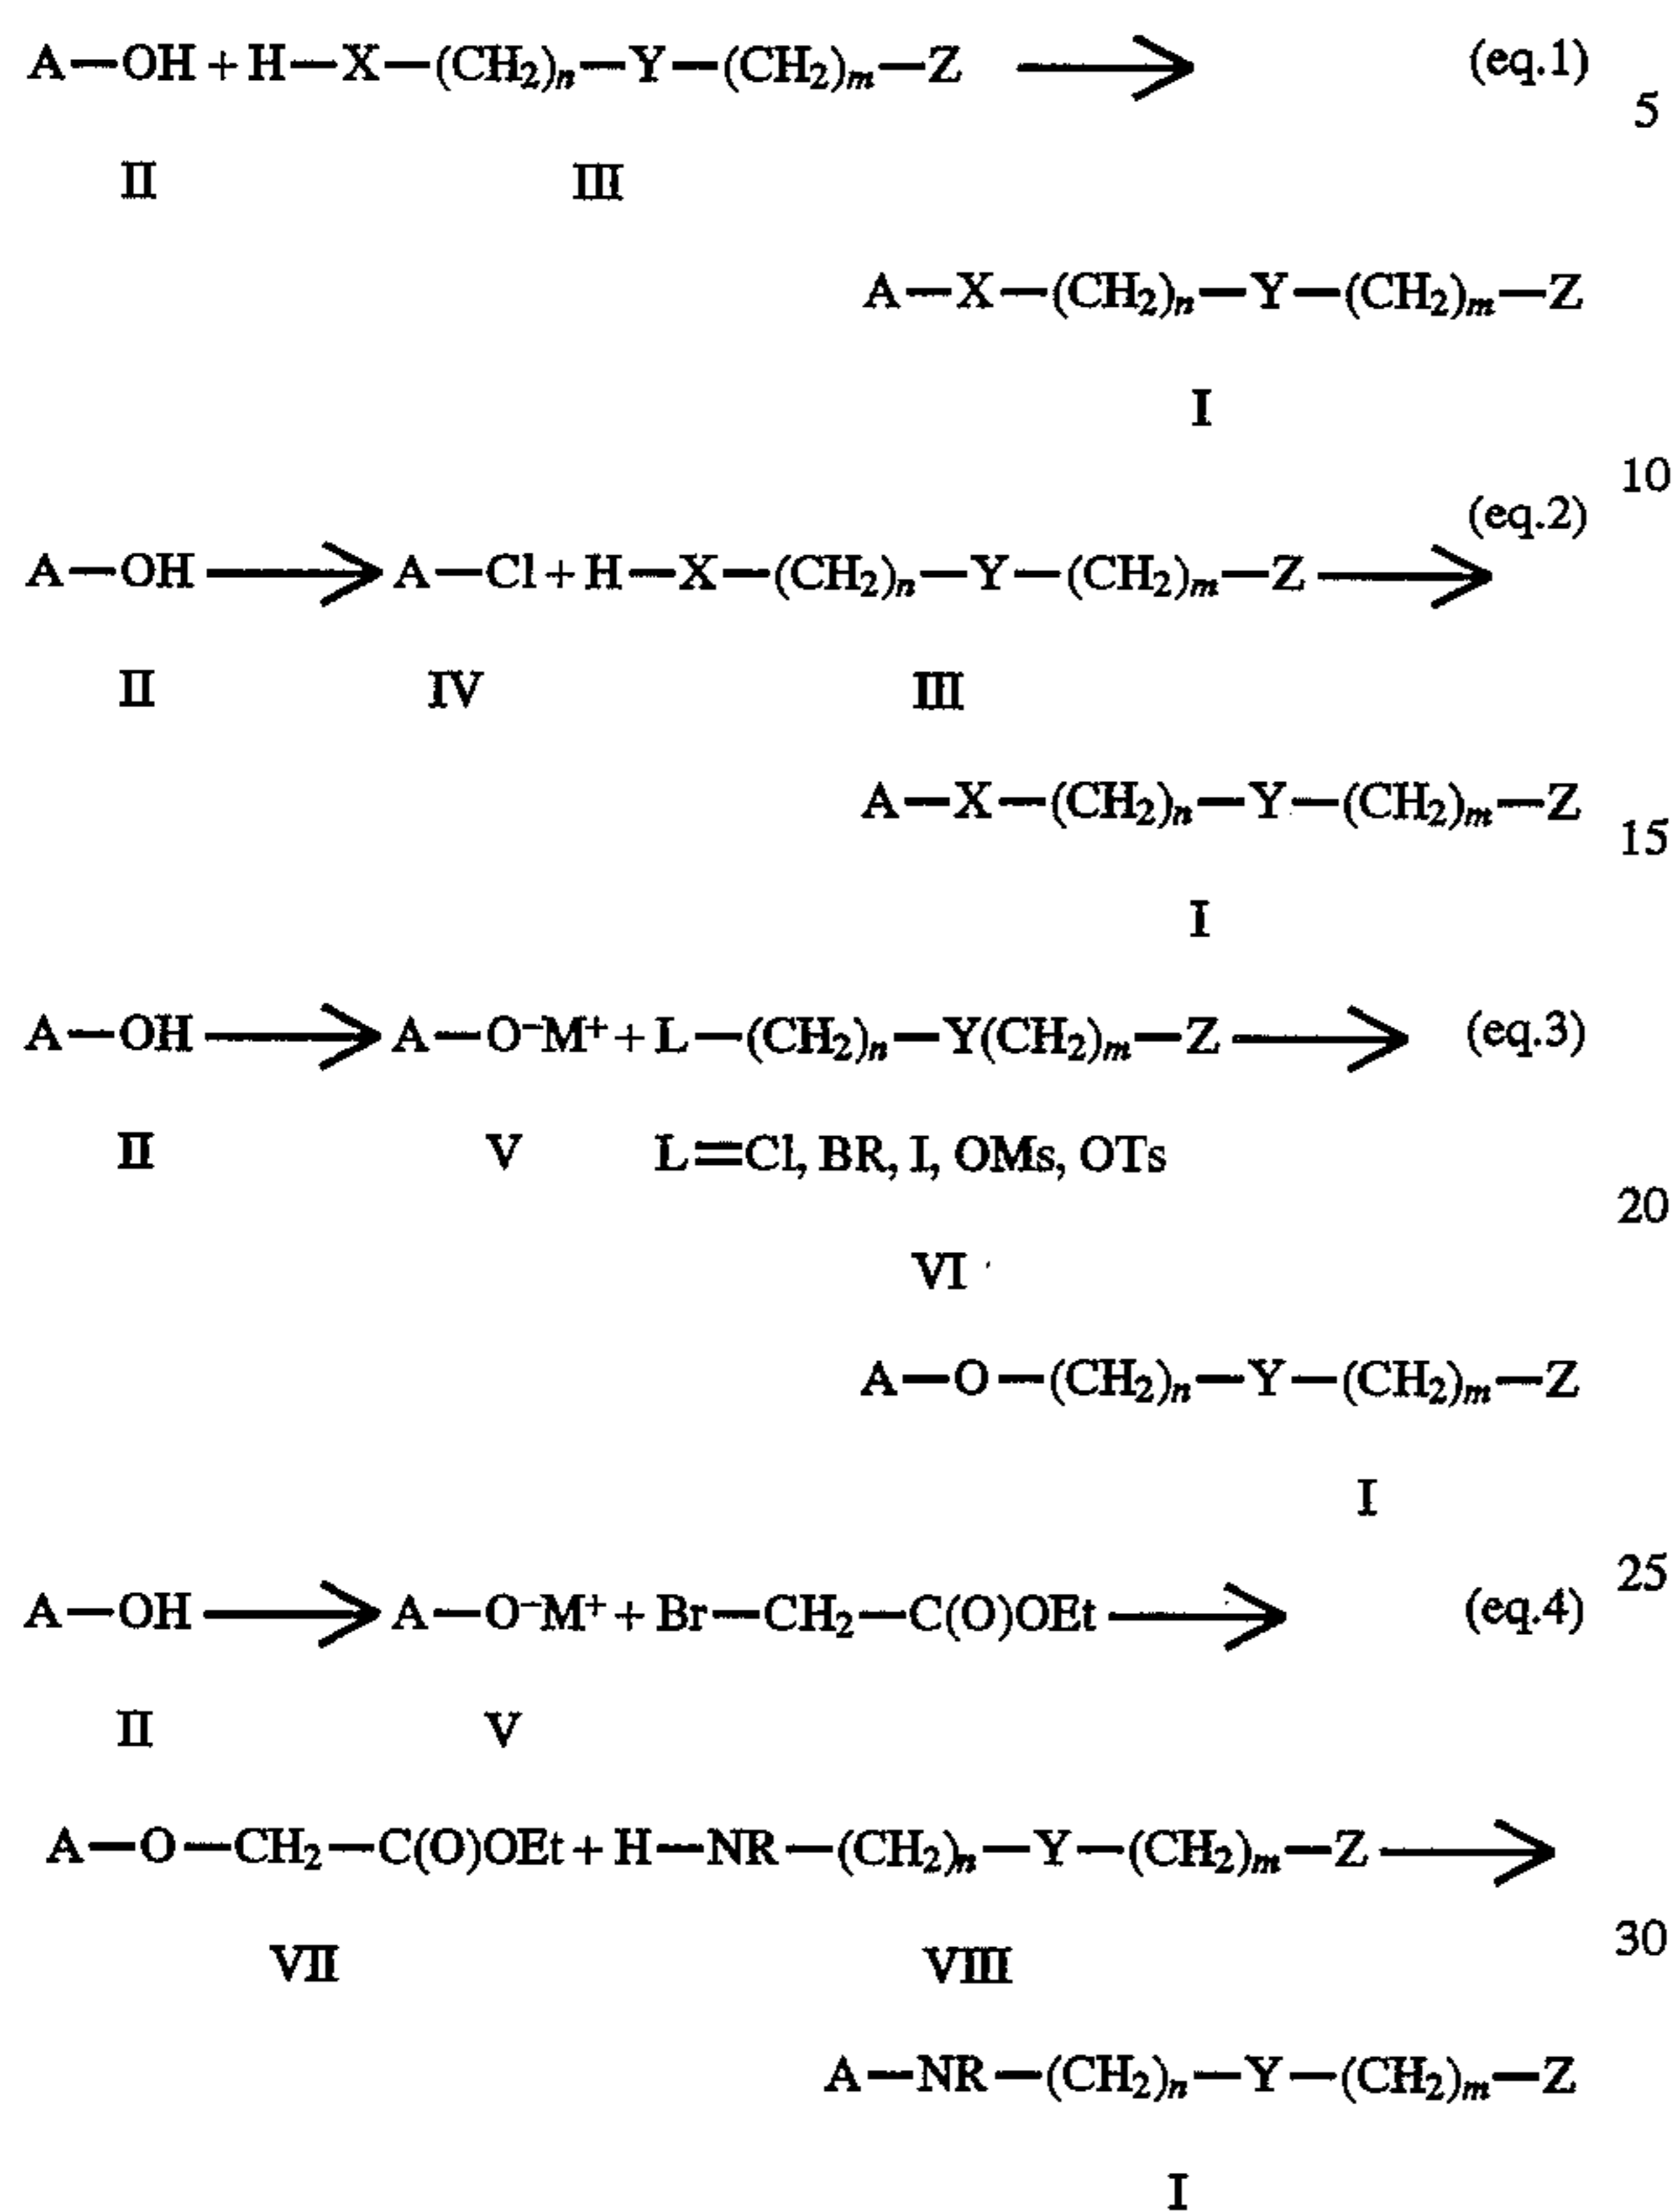 A—OH + H—X—(CH₂)ₙ—Y—(CH₂)ₘ—Z ⟶ (eq.1)
5
II III
A—X—(CH₂)ₙ—Y—(CH₂)ₘ—Z
I
10
(eq.2)
A—OH ⟶ A—Cl + H—X—(CH₂)ₙ—Y—(CH₂)ₘ—Z ⟶
II IV III
A—X—(CH₂)ₙ—Y—(CH₂)ₘ—Z
15
I
A—OH ⟶ A—O⁻M⁺ + L—(CH₂)ₙ—Y(CH₂)ₘ—Z ⟶ (eq.3)
II V L=Cl, BR, I, OMs, OTs
20
VI
A—O—(CH₂)ₙ—Y—(CH₂)ₘ—Z
I
25
A—OH ⟶ A—O⁻M⁺ + Br—CH₂—C(O)OEt ⟶ (eq.4)
II V
A—O—CH₂—C(O)OEt + H—NR—(CH₂)ₙ—Y—(CH₂)ₘ—Z ⟶
30
VII VIII
A—NR—(CH₂)ₙ—Y—(CH₂)ₘ—Z
I